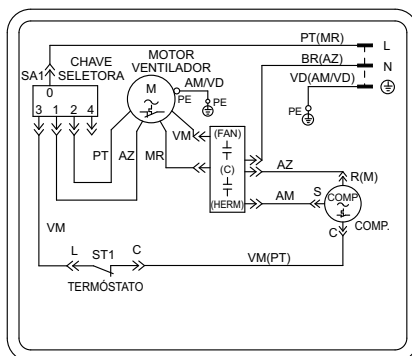 PT(MR)
L
MOTOR
VENTILADOR
CHAVE
SELETORA
SA1
0
3 1 2 4
M
AM/VD
PE
PE
BR(AZ)
N
VD(AM/VD)
PE
VM
(FAN)
PT
AZ
MR
(C)
AZ
R(M)
(HERM)
AM
S
COMP
COMP.
C
VM
L
ST1
C
VM(PT)
TERMÓSTATO